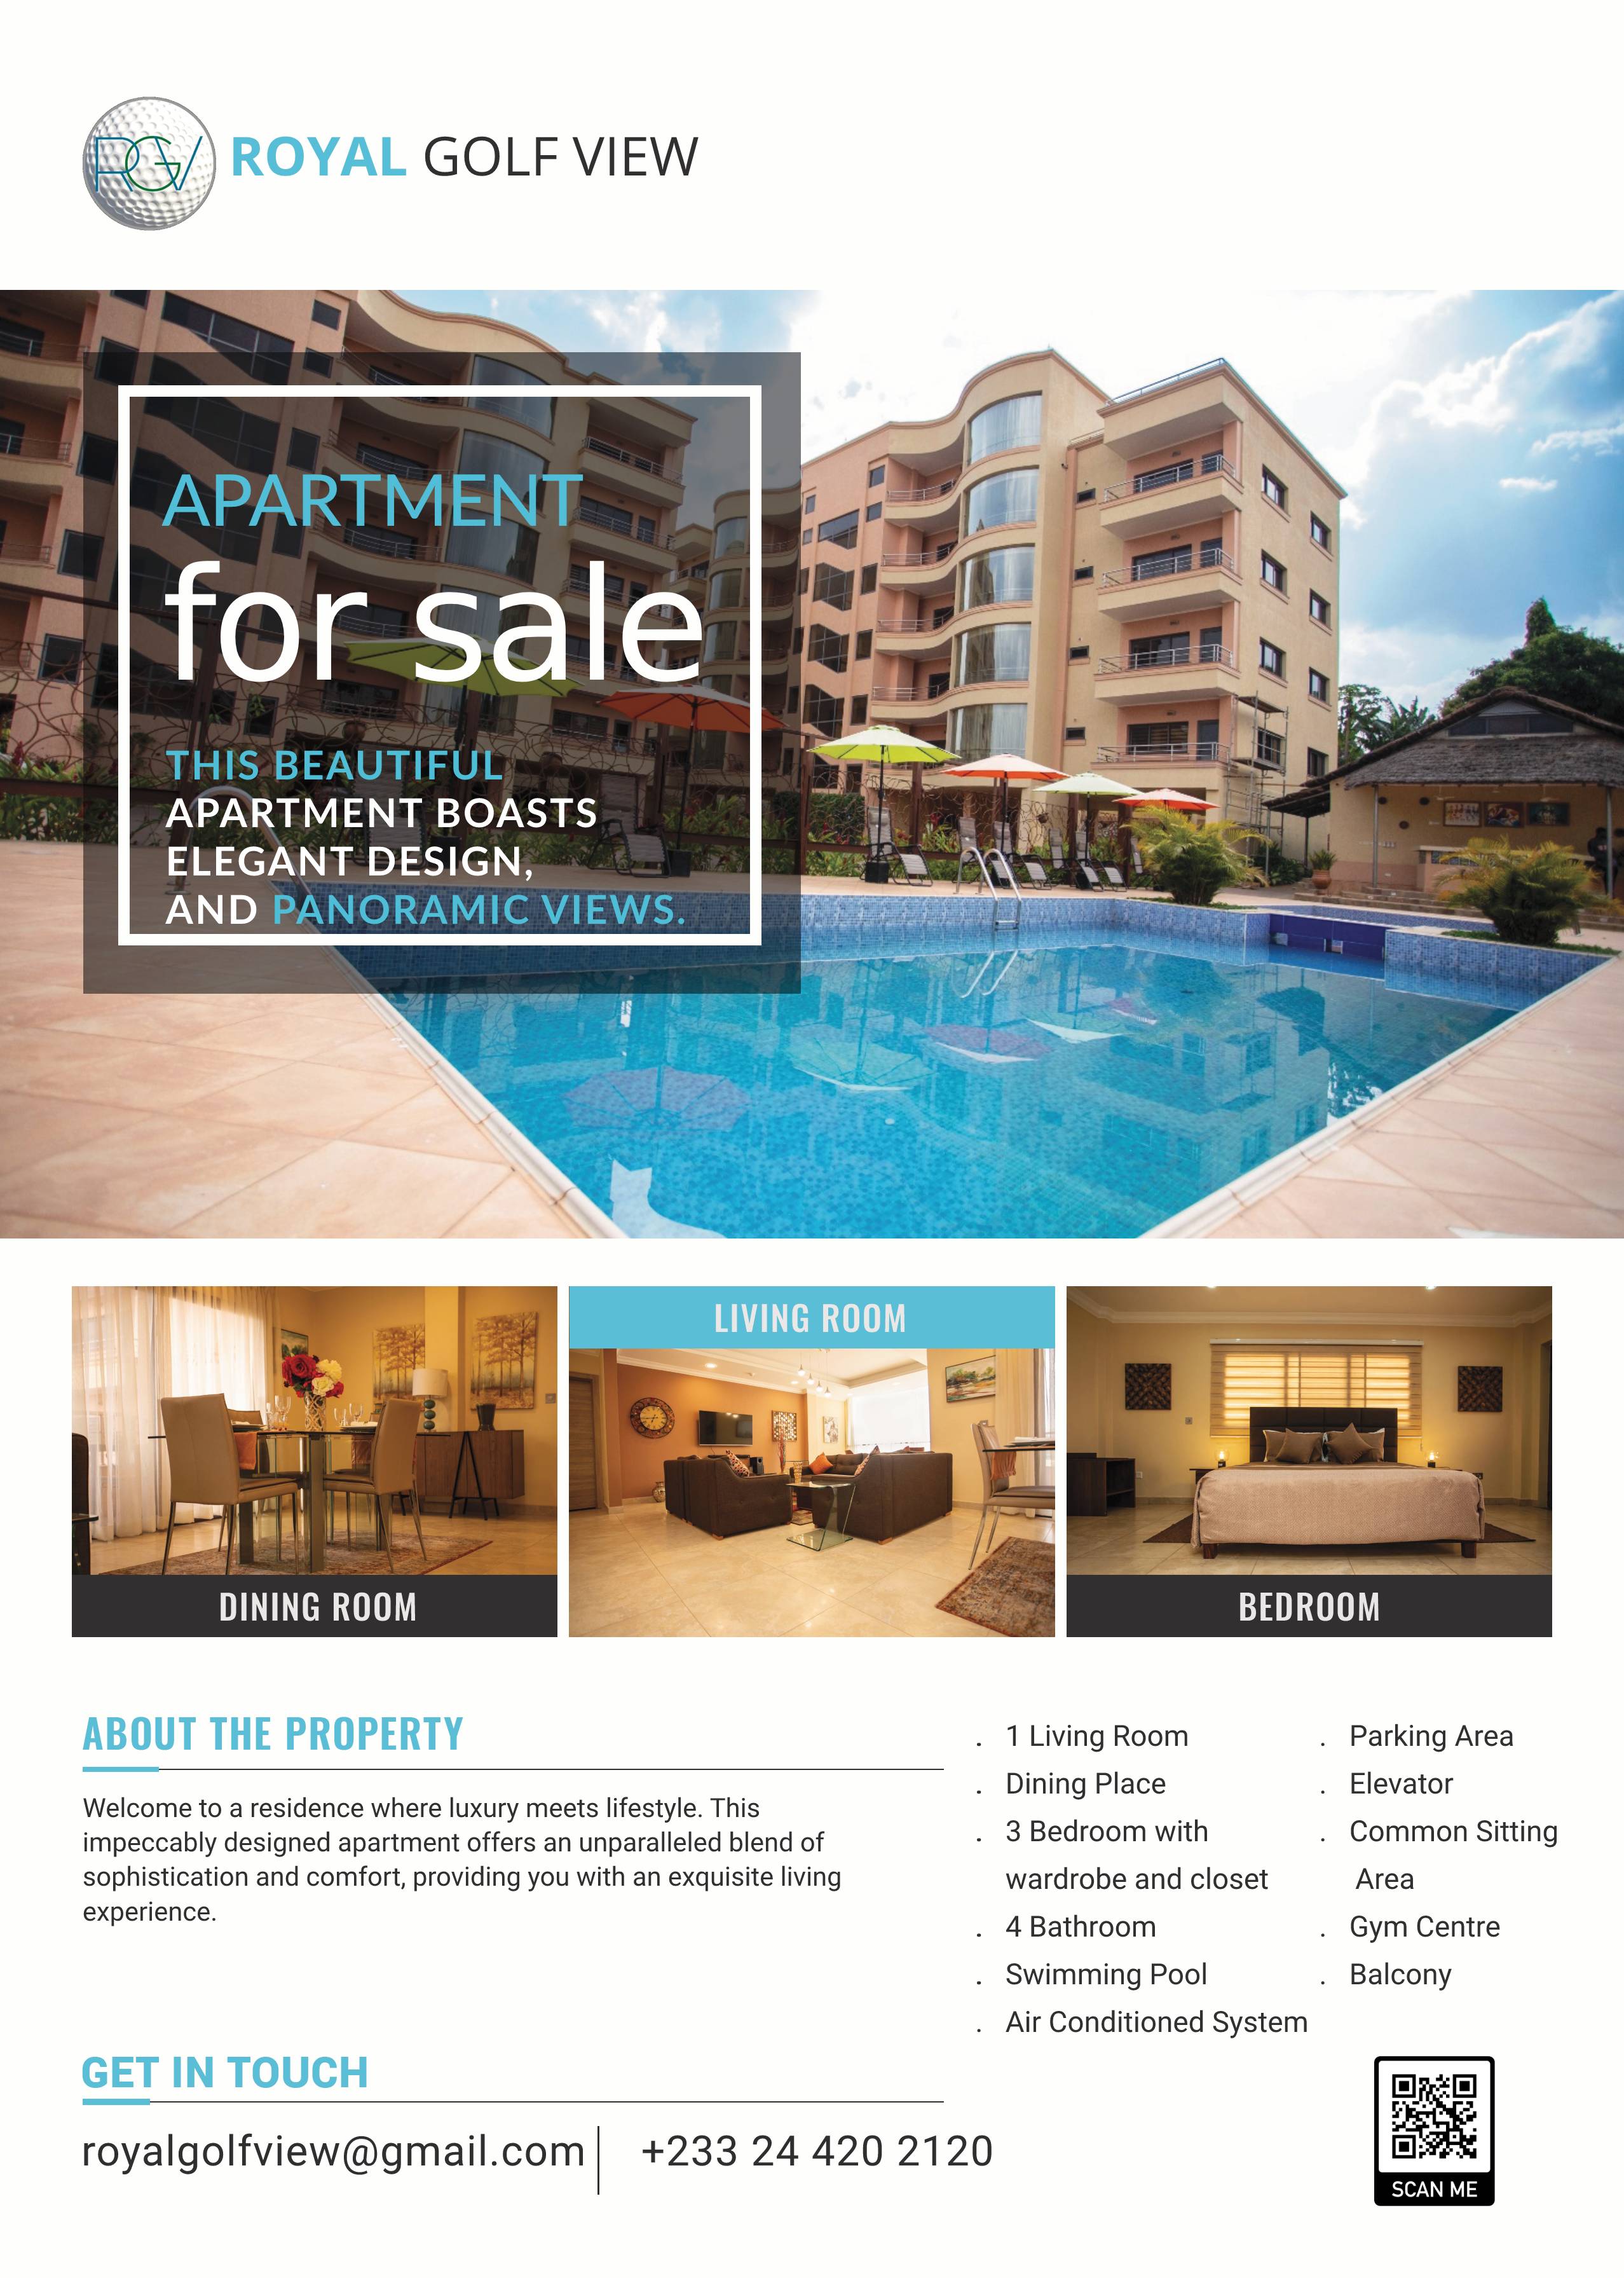 RGV
ROYAL GOLF VIEW
APARTMENT
for sale
THIS BEAUTIFUL
APARTMENT BOASTS
ELEGANT DESIGN,
AND PANORAMIC VIEWS.
DINING ROOM
LIVING ROOM
BEDROOM
ABOUT THE PROPERTY
Welcome to a residence where luxury meets lifestyle. This
impeccably designed apartment offers an unparalleled blend of
sophistication and comfort, providing you with an exquisite living
experience.
. 1 Living Room
. Dining Place
. 3 Bedroom with
wardrobe and closet
. 4 Bathroom
. Swimming Pool
. Air Conditioned System
. Parking Area
. Elevator
. Common Sitting
Area
. Gym Centre
. Balcony
GET IN TOUCH
royalgolfview@gmail.com
+233 24 420 2120
SCAN ME